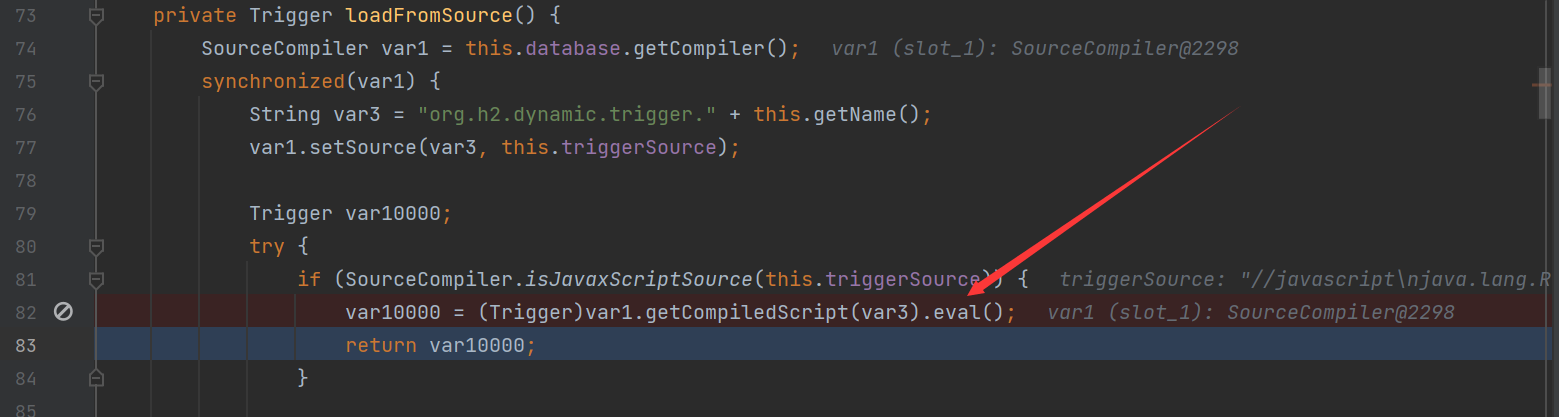 73 private Trigger loadFromSource() {
74 SourceCompiler var1 = this.database.getCompiler(); var1 (slot_1): SourceCompiler@2298
75 synchronized(var1) {
76 String var3 = "org.h2.dynamic.trigger." + this.getName();
77 var1.setSource(var3, this.triggerSource);
78
79 Trigger var10000;
80 try {
81 if (SourceCompiler.isJavaxScriptSource(this.triggerSource)) { triggerSource: "//javascript\njava.lang.R
82 var10000 = (Trigger)var1.getCompiledScript(var3).eval(); var1 (slot_1): SourceCompiler@2298
83 return var10000;
84 }
85